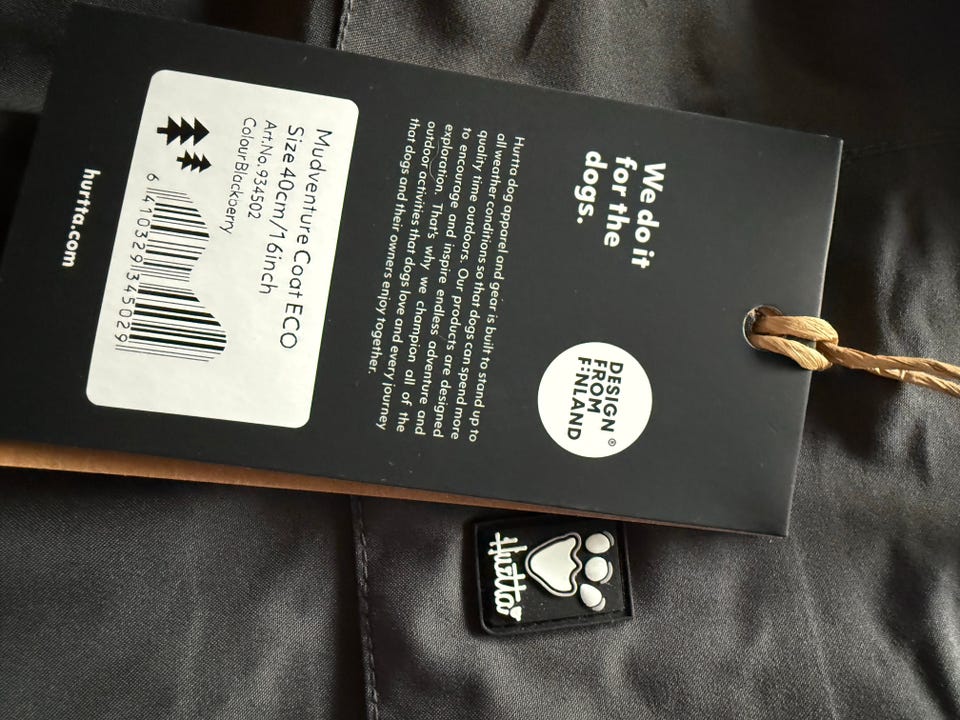 We do it
for the
dogs.
DESIGN
FROM
FINLAND®
Hurtta dog apparel and gear is built to stand up to
all weather conditions so that dogs can spend more
quality time outdoors. Our products are designed
to encourage and inspire endless adventure and
exploration. That's why we champion all of the
outdoor activities that dogs love and every journey
that dogs and their owners enjoy together.
Mudventure Coat ECO
Size 40cm/16inch
Art.No. 934502
Colour Blackberry
6 410329 345029
hurtta.com
Hurtta